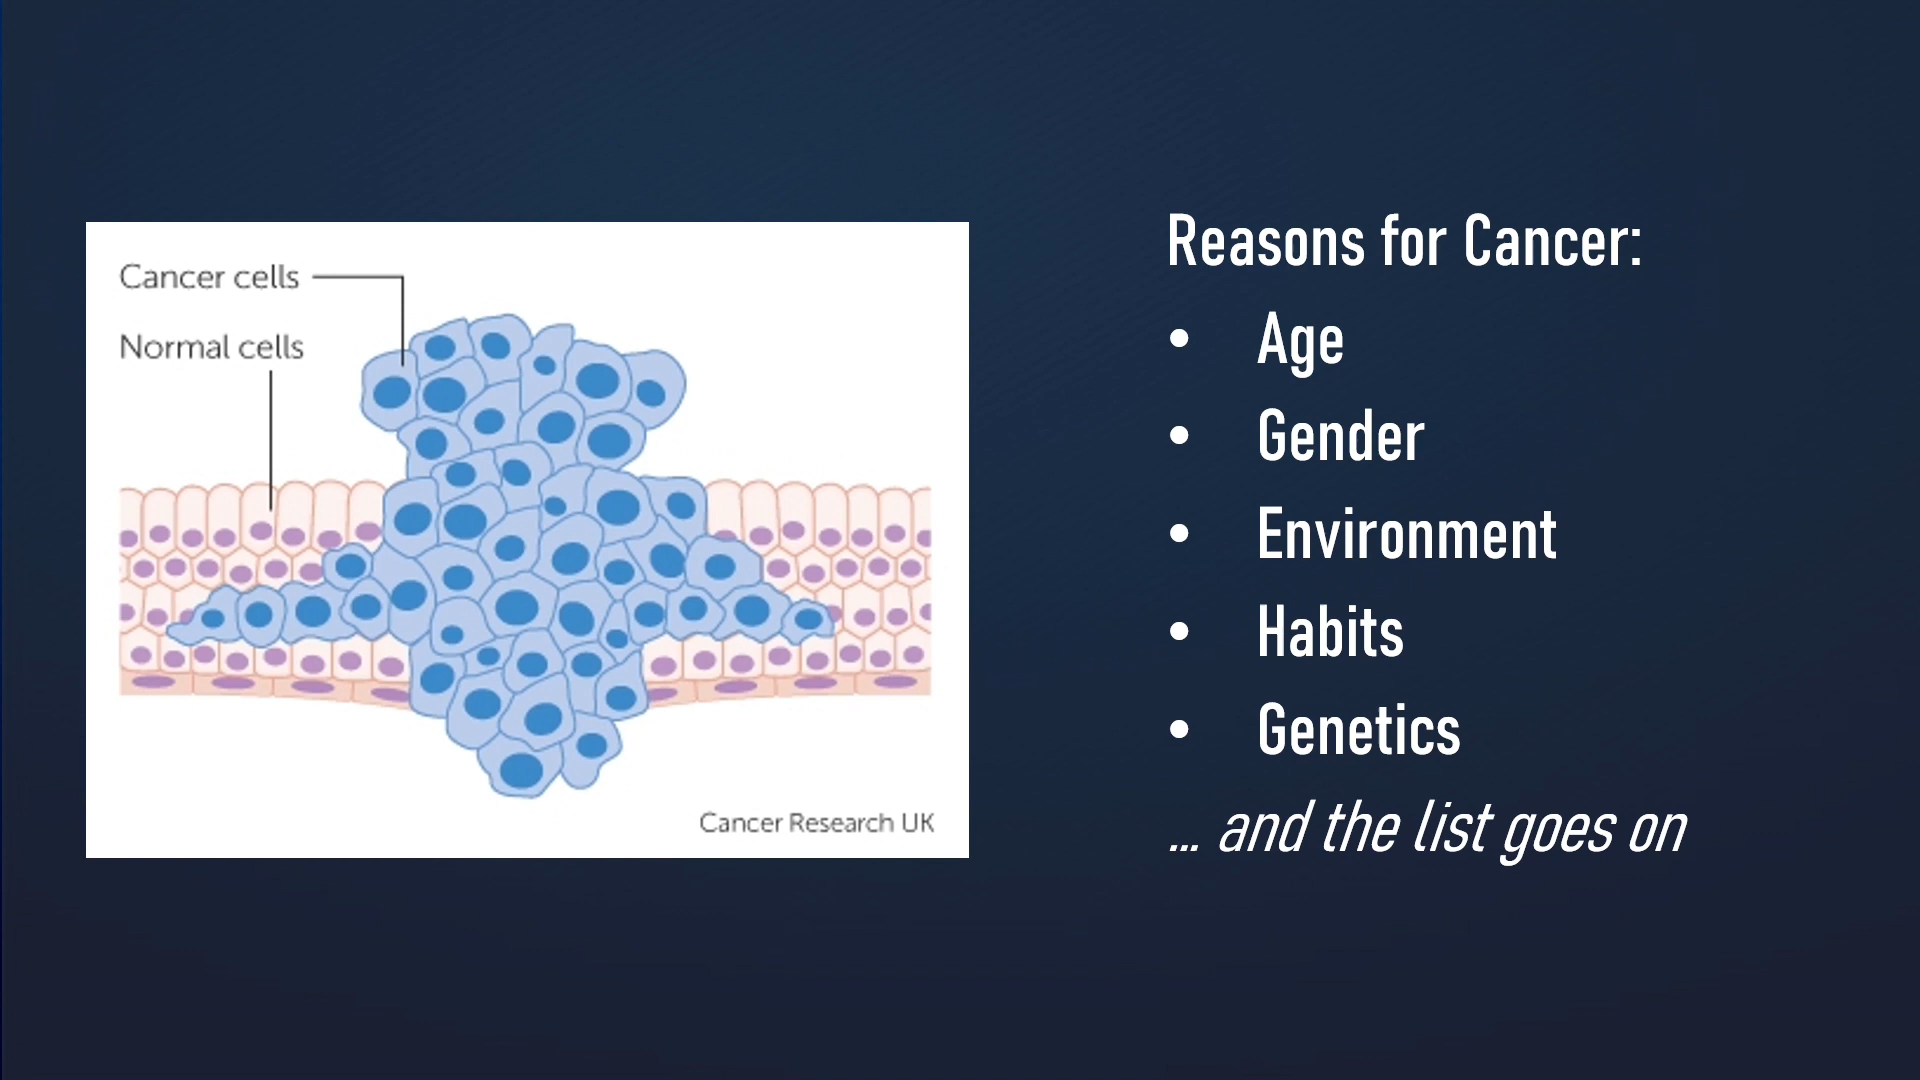 Cancer cells
Normal cells
Cancer Research UK
Reasons for Cancer:
• Age
• Gender
• Environment
• Habits
• Genetics
... and the list goes on